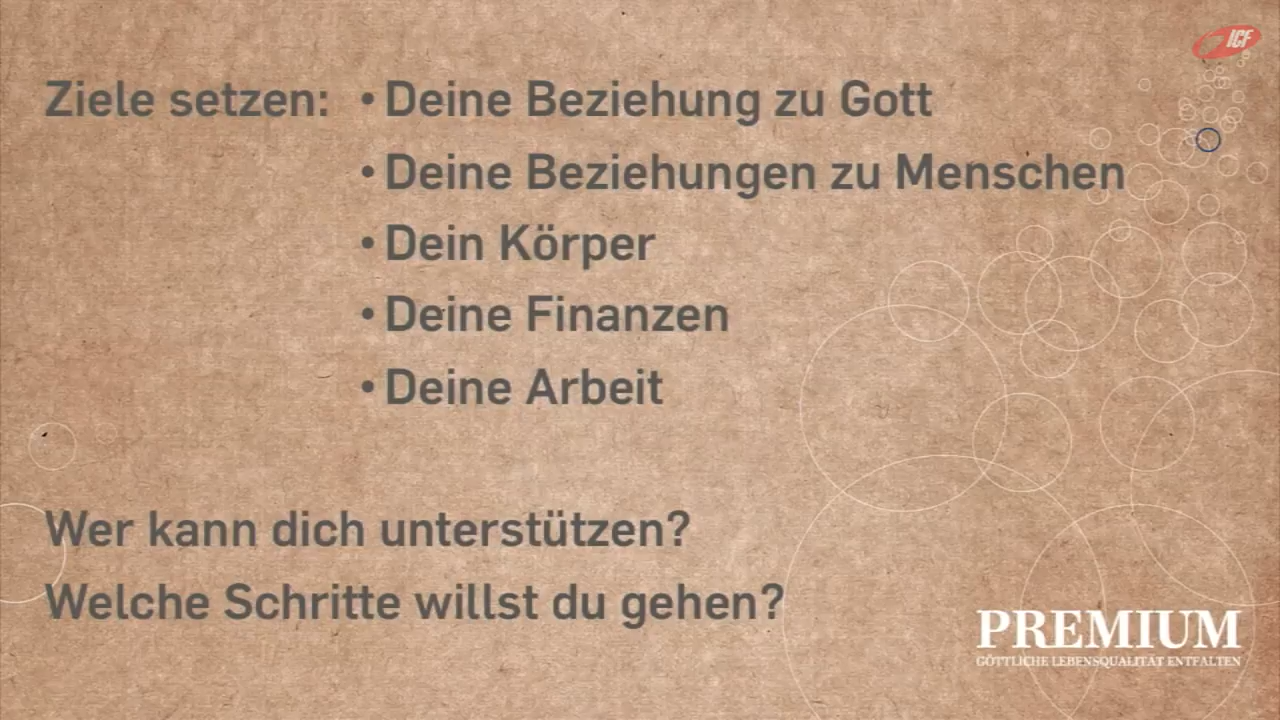 ICF
Ziele setzen: • Deine Beziehung zu Gott
• Deine Beziehungen zu Menschen
• Dein Körper
• Deine Finanzen
• Deine Arbeit
Wer kann dich unterstützen?
Welche Schritte willst du gehen?
PREMIUM
GÖTTLICHE LEBENSQUALITÄT ENTFALTEN